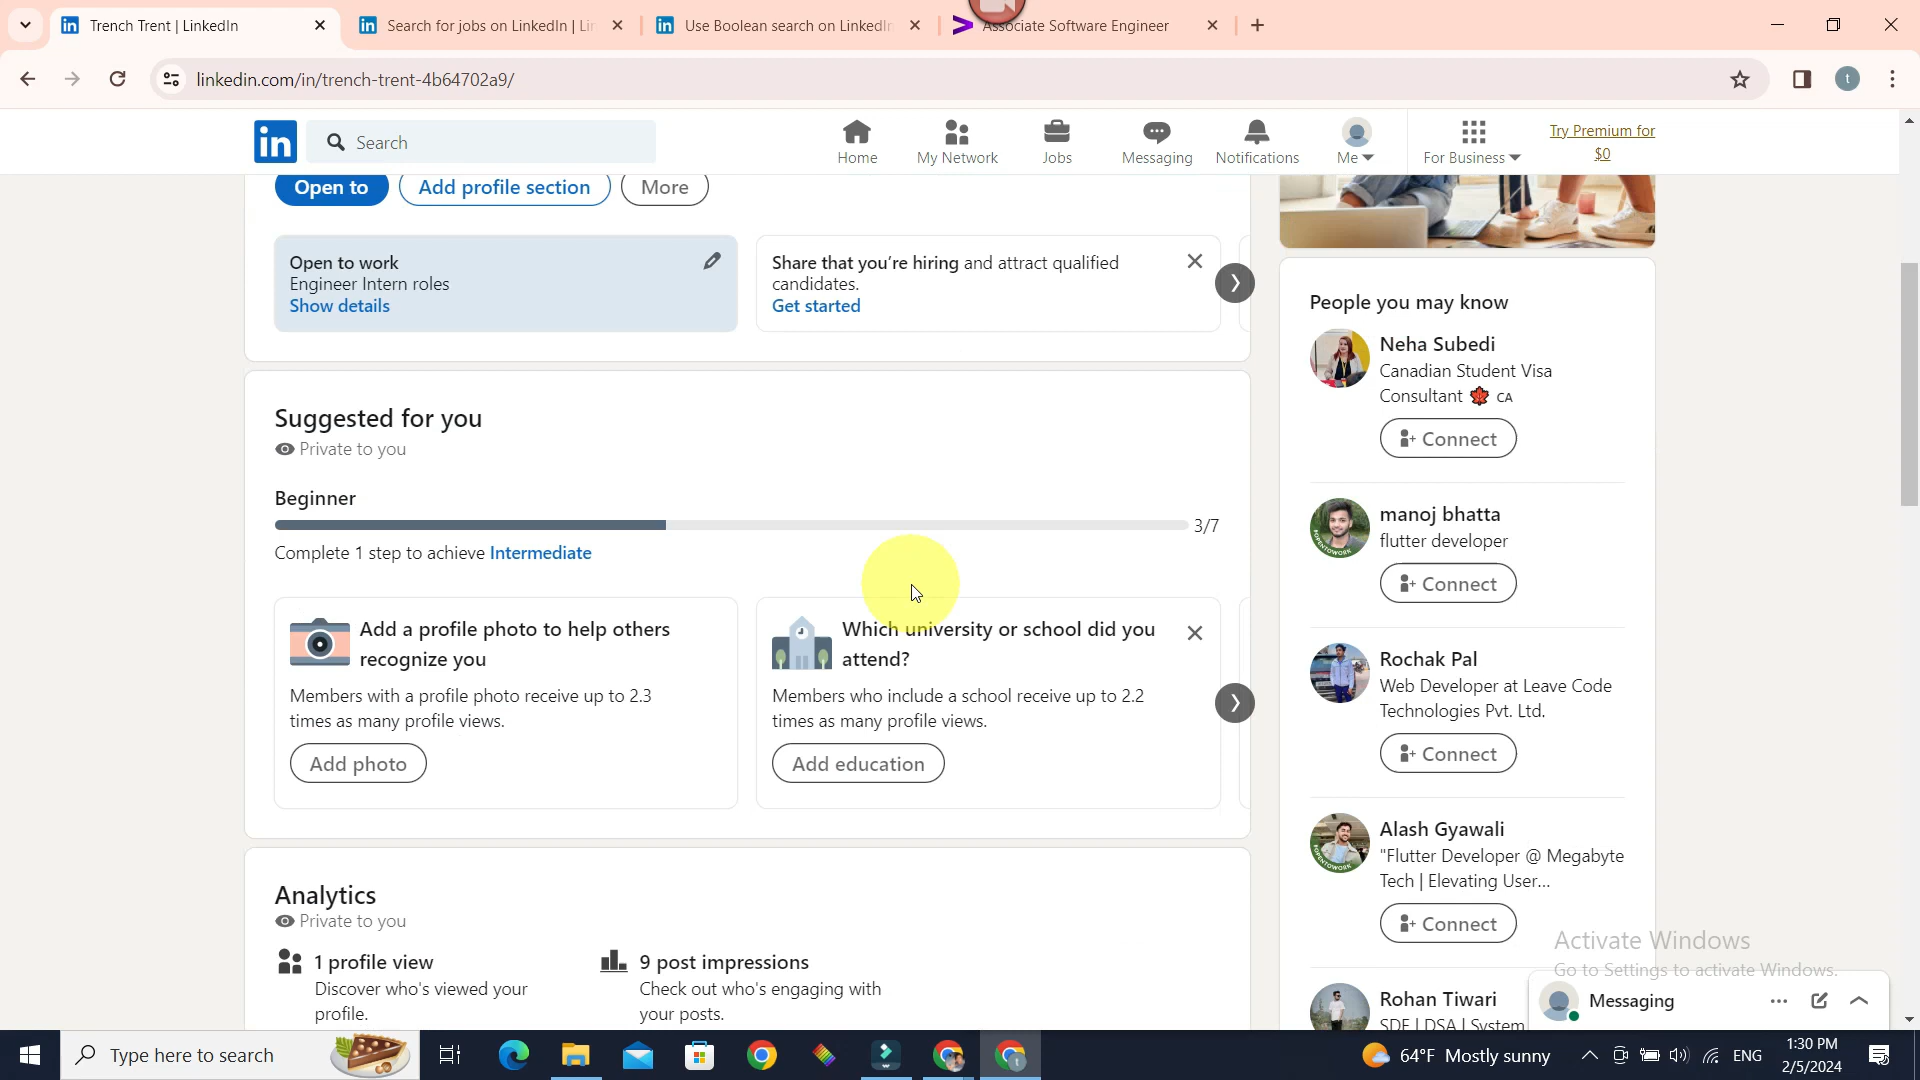 Trench Trent | LinkedIn
Search for jobs on LinkedIn | Lin
Use Boolean search on LinkedIn
Associate Software Engineer
linkedin.com/in/trench-trent-4b64702a9/
t
in
Search
Home
My Network
Jobs
Messaging
Notifications
Me
For Business
Try Premium for
$0
Open to
Add profile section
More
Open to work
Engineer Intern roles
Show details
Share that you're hiring and attract qualified
candidates.
Get started
Suggested for you
Private to you
Beginner
3/7
Complete 1 step to achieve Intermediate
Add a profile photo to help others
recognize you
Members with a profile photo receive up to 2.3
times as many profile views.
Add photo
Which university or school did you
attend?
Members who include a school receive up to 2.2
times as many profile views.
Add education
Analytics
Private to you
1 profile view
Discover who's viewed your
profile.
9 post impressions
Check out who's engaging with
your posts.
People you may know
Neha Subedi
Canadian Student Visa
Consultant 🍁 CA
Connect
manoj bhatta
flutter developer
Connect
Rochak Pal
Web Developer at Leave Code
Technologies Pvt. Ltd.
Connect
Alash Gyawali
"Flutter Developer @ Megabyte
Tech | Elevating User...
Connect
Rohan Tiwari
SDE | DSA | System
Activate Windows
Go to Settings to activate Windows.
Messaging
Type here to search
64°F Mostly sunny
ENG
1:30 PM
2/5/2024